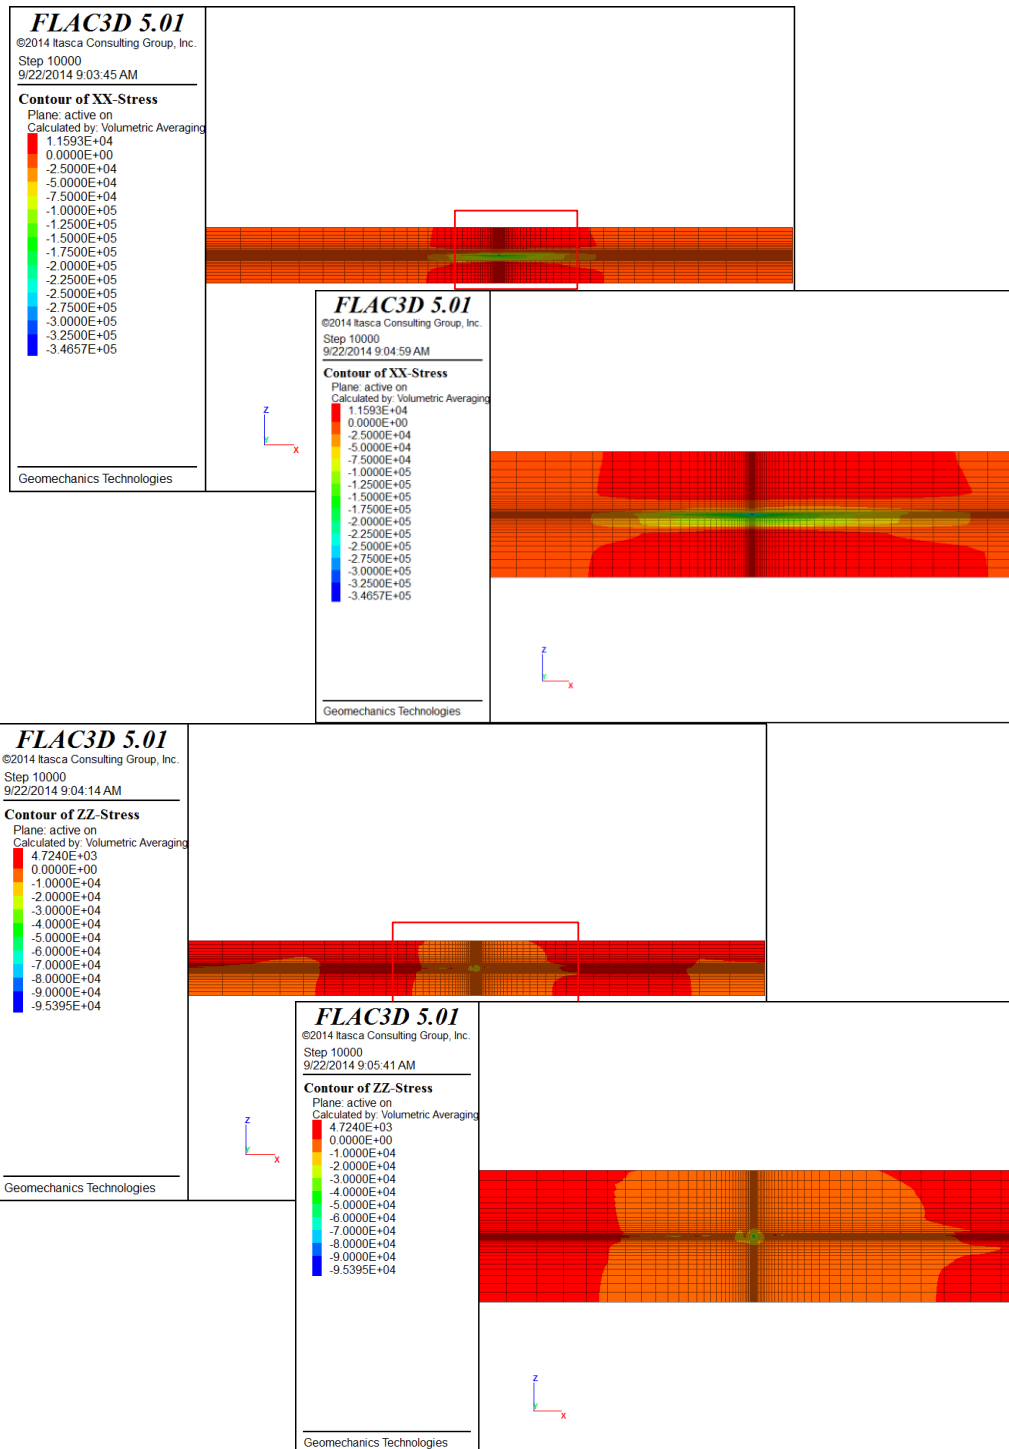 FLAC3D 5.01
©2014 Itasca Consulting Group, Inc.
Step 10000
9/22/2014 9:03:45 AM
Contour of XX-Stress
Plane: active on
Calculated by: Volumetric Averaging
1.1593E+04
0.0000E+00
-2.5000E+04
-5.0000E+04
-7.5000E+04
-1.0000E+05
-1.2500E+05
-1.5000E+05
-1.7500E+05
-2.0000E+05
-2.2500E+05
-2.5000E+05
-2.7500E+05
-3.0000E+05
-3.2500E+05
-3.4657E+05
Z
Y
X
Geomechanics Technologies
FLAC3D 5.01
©2014 Itasca Consulting Group, Inc.
Step 10000
9/22/2014 9:04:59 AM
Contour of XX-Stress
Plane: active on
Calculated by: Volumetric Averaging
1.1593E+04
0.0000E+00
-2.5000E+04
-5.0000E+04
-7.5000E+04
-1.0000E+05
-1.2500E+05
-1.5000E+05
-1.7500E+05
-2.0000E+05
-2.2500E+05
-2.5000E+05
-2.7500E+05
-3.0000E+05
-3.2500E+05
-3.4657E+05
Z
Y
X
Geomechanics Technologies
FLAC3D 5.01
©2014 Itasca Consulting Group, Inc.
Step 10000
9/22/2014 9:04:14 AM
Contour of ZZ-Stress
Plane: active on
Calculated by: Volumetric Averaging
4.7240E+03
0.0000E+00
-1.0000E+04
-2.0000E+04
-3.0000E+04
-4.0000E+04
-5.0000E+04
-6.0000E+04
-7.0000E+04
-8.0000E+04
-9.0000E+04
-9.5395E+04
Z
Y
X
Geomechanics Technologies
FLAC3D 5.01
©2014 Itasca Consulting Group, Inc.
Step 10000
9/22/2014 9:05:41 AM
Contour of ZZ-Stress
Plane: active on
Calculated by: Volumetric Averaging
4.7240E+03
0.0000E+00
-1.0000E+04
-2.0000E+04
-3.0000E+04
-4.0000E+04
-5.0000E+04
-6.0000E+04
-7.0000E+04
-8.0000E+04
-9.0000E+04
-9.5395E+04
Z
Y
X
Geomechanics Technologies